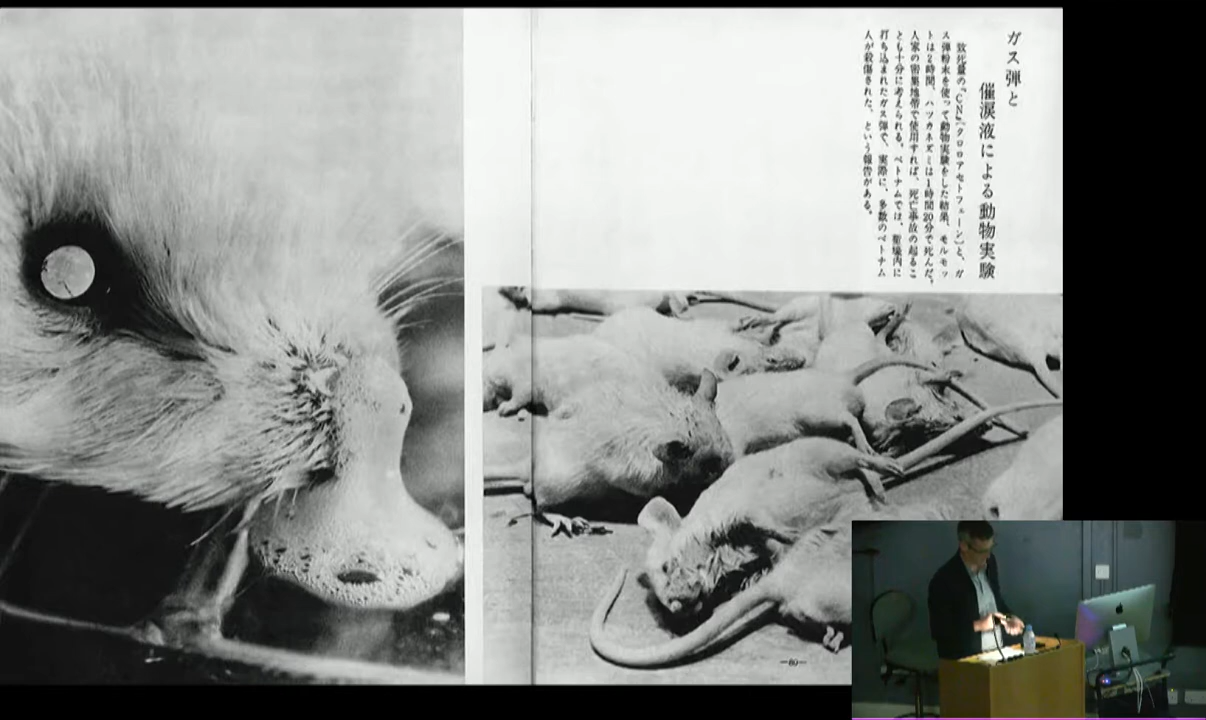 ガス弾と
催涙液による動物実験
致死量の『CN』(クロロアセトフェーン)と、ガ
ス弾粉末を使って動物実験をした結果、モルモッ
トは2時間、ハツカネズミは1時間20分で死んだ。
人家の密集地帯で使用すれば、死亡事故の起るこ
とも十分に考えられる。ベトナムでは、塹壕内に
打ち込まれたガス弾で、実際に、多数のベトナム
人が殺傷された、という報告がある。